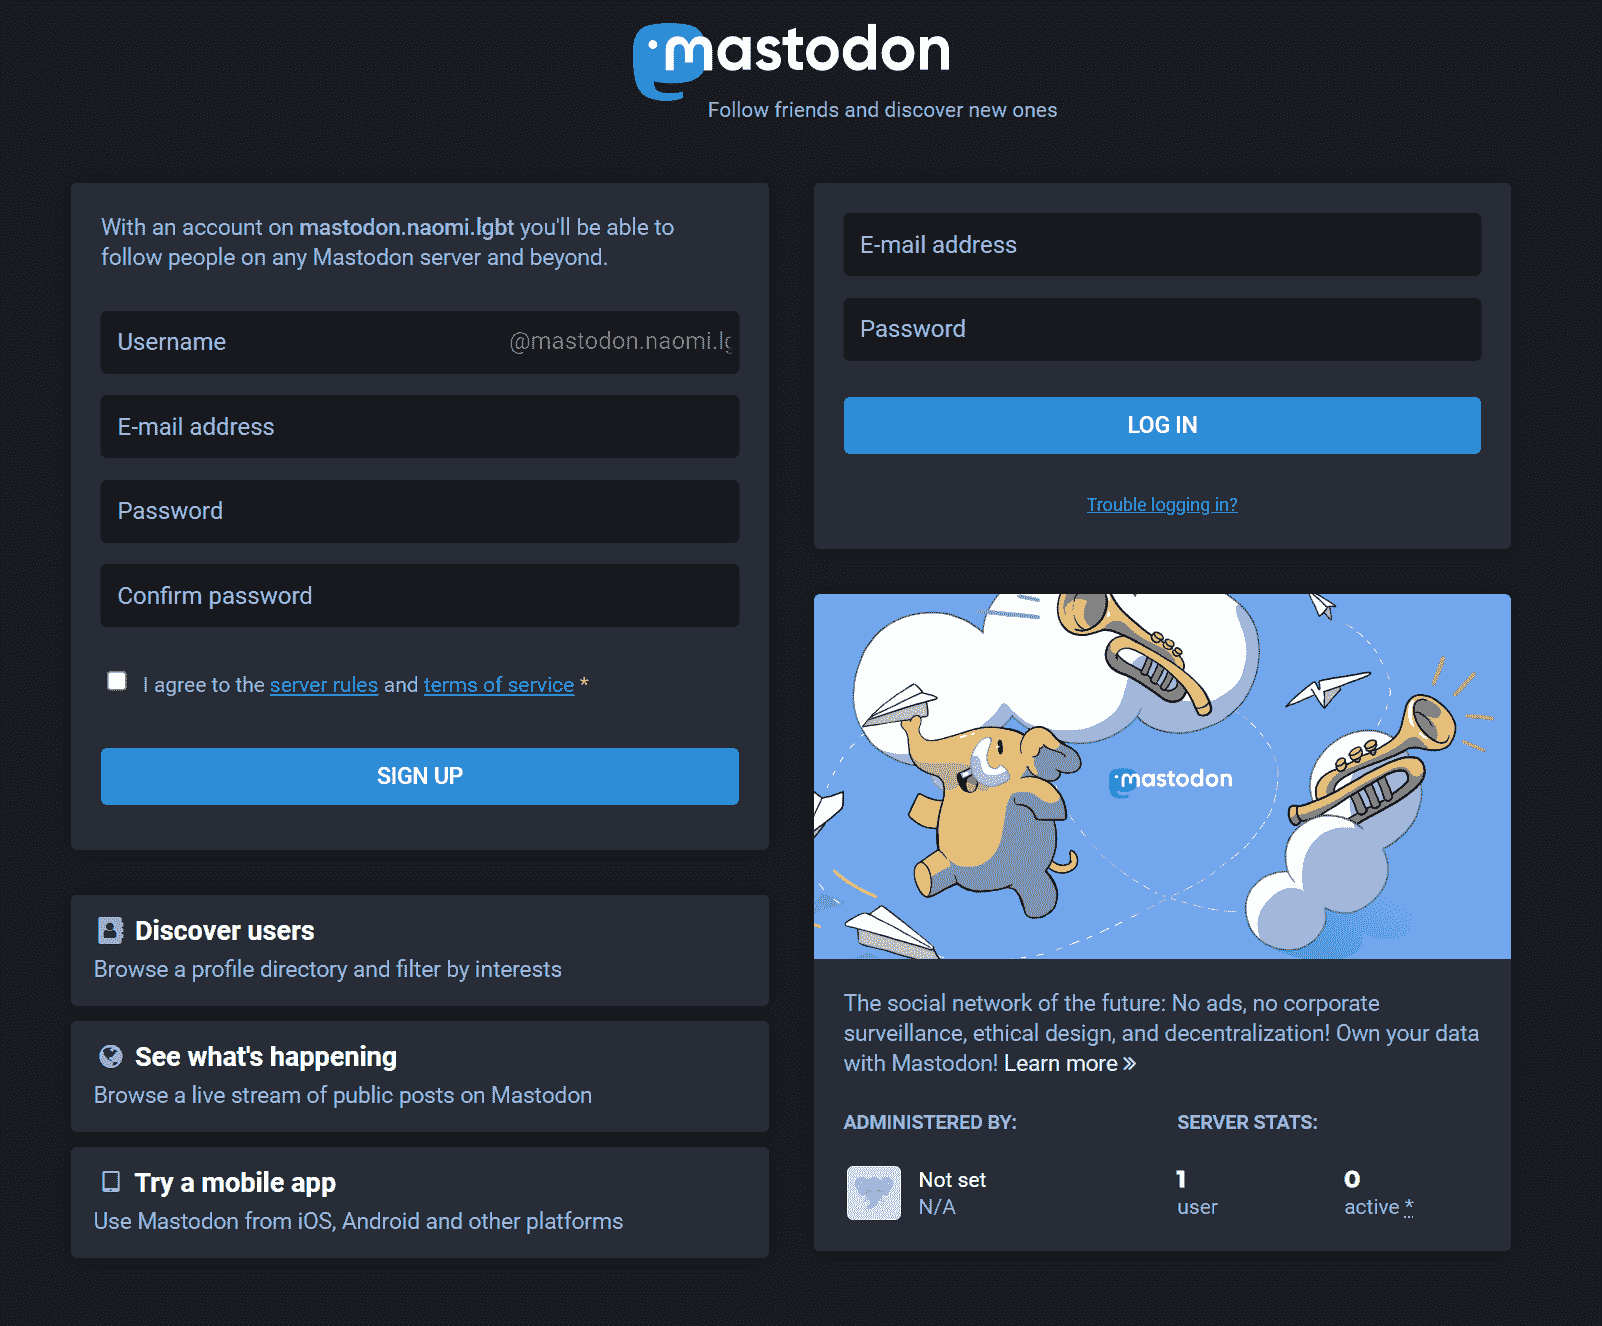 mastodon
Follow friends and discover new ones
With an account on mastodon.naomi.lgbt you'll be able to
follow people on any Mastodon server and beyond.
Username @mastodon.naomi.lg
E-mail address
Password
Confirm password
I agree to the server rules and terms of service *
SIGN UP
Discover users
Browse a profile directory and filter by interests
See what's happening
Browse a live stream of public posts on Mastodon
Try a mobile app
Use Mastodon from iOS, Android and other platforms
E-mail address
Password
LOG IN
Trouble logging in?
mastodon
The social network of the future: No ads, no corporate
surveillance, ethical design, and decentralization! Own your data
with Mastodon! Learn more »
ADMINISTERED BY:
Not set
N/A
SERVER STATS:
1
user
0
active *